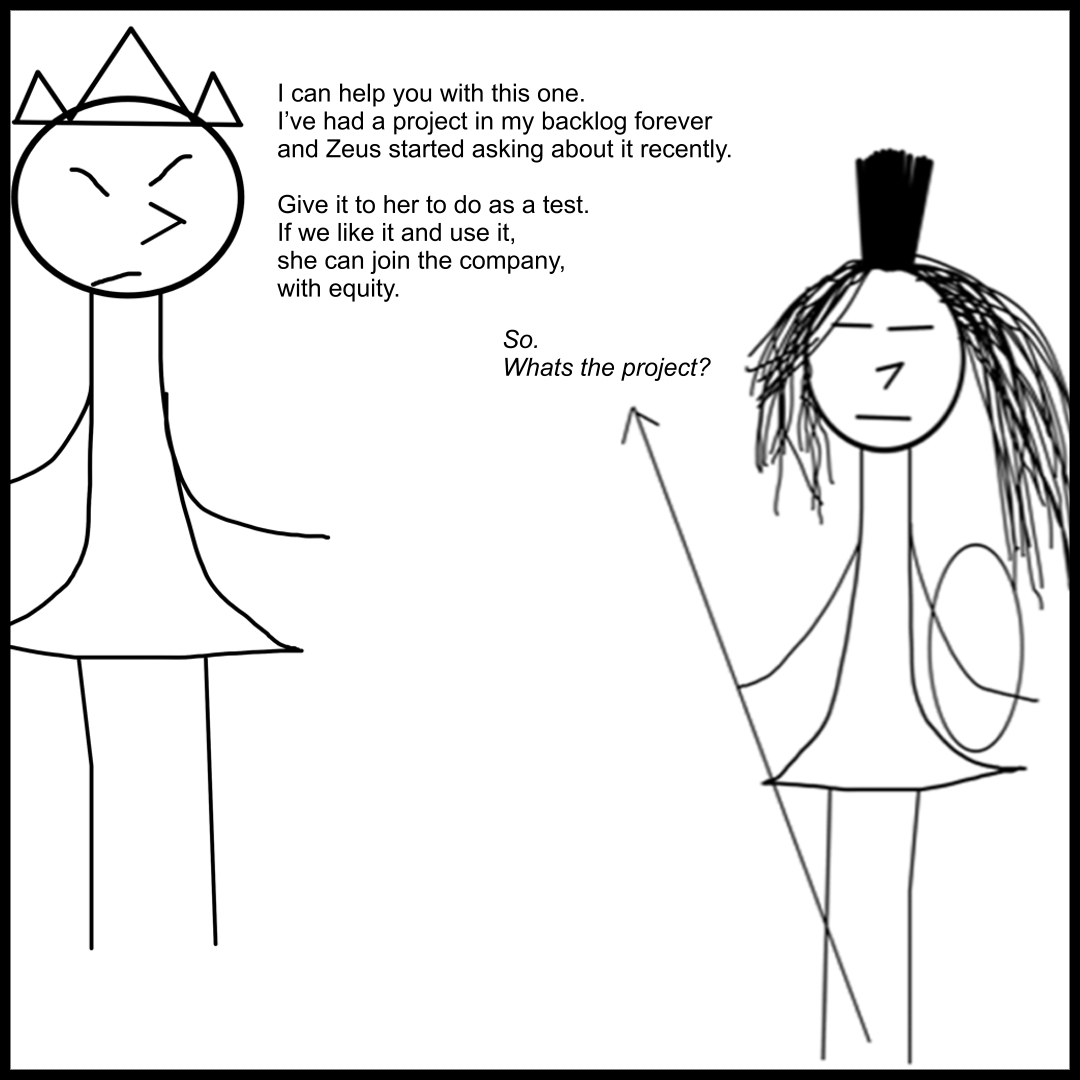 I can help you with this one.
I’ve had a project in my backlog forever
and Zeus started asking about it recently.
Give it to her to do as a test.
If we like it and use it,
she can join the company,
with equity.
So.
Whats the project?